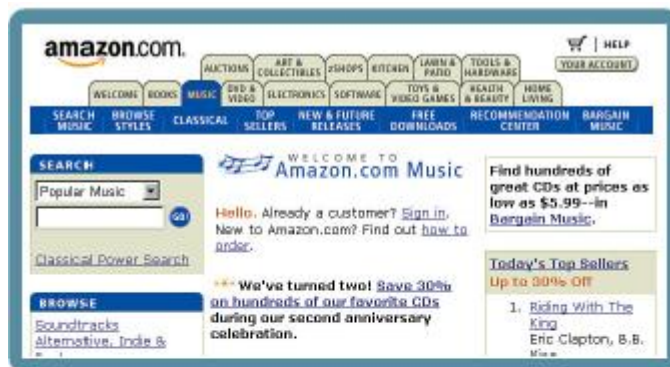 amazon.com.
HELP
YOUR ACCOUNT
AUCTIONS
ART & COLLECTIBLES
zSHOPS
KITCHEN
LAWN & PATIO
TOOLS & HARDWARE
WELCOME
BOOKS
MUSIC
DVD & VIDEO
ELECTRONICS
SOFTWARE
TOYS & VIDEO GAMES
HEALTH & BEAUTY
HOME LIVING
SEARCH MUSIC
BROWSE STYLES
CLASSICAL
TOP SELLERS
NEW & FUTURE RELEASES
FREE DOWNLOADS
RECOMMENDATION CENTER
BARGAIN MUSIC
SEARCH
Popular Music
GO!
Classical Power Search
BROWSE
Soundtracks
Alternative, Indie &
WELCOME TO
Amazon.com Music
Hello. Already a customer? Sign in.
New to Amazon.com? Find out how to
order.
We've turned two! Save 30%
on hundreds of our favorite CDs
during our second anniversary
celebration.
Find hundreds of
great CDs at prices as
low as $5.99--in
Bargain Music.
Today's Top Sellers
Up to 30% Off
1. Riding With The
King
Eric Clapton, B.B.